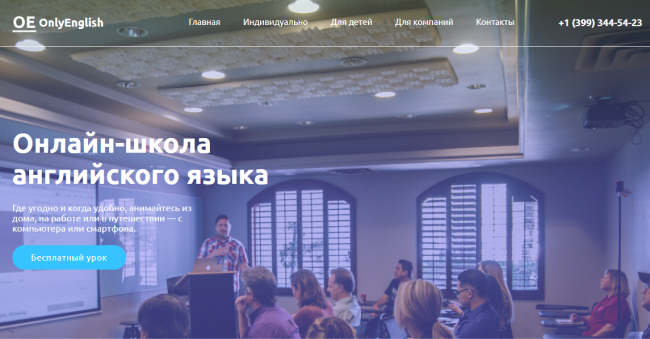 OE OnlyEnglish
Главная Индивидуально Для детей Для компаний Контакты
+1 (399) 344-54-23
Онлайн-школа
английского языка
Где угодно и когда удобно, анимайтесь из
дома, на работе или в путешествии — с
компьютера или смартфона.
Бесплатный урок